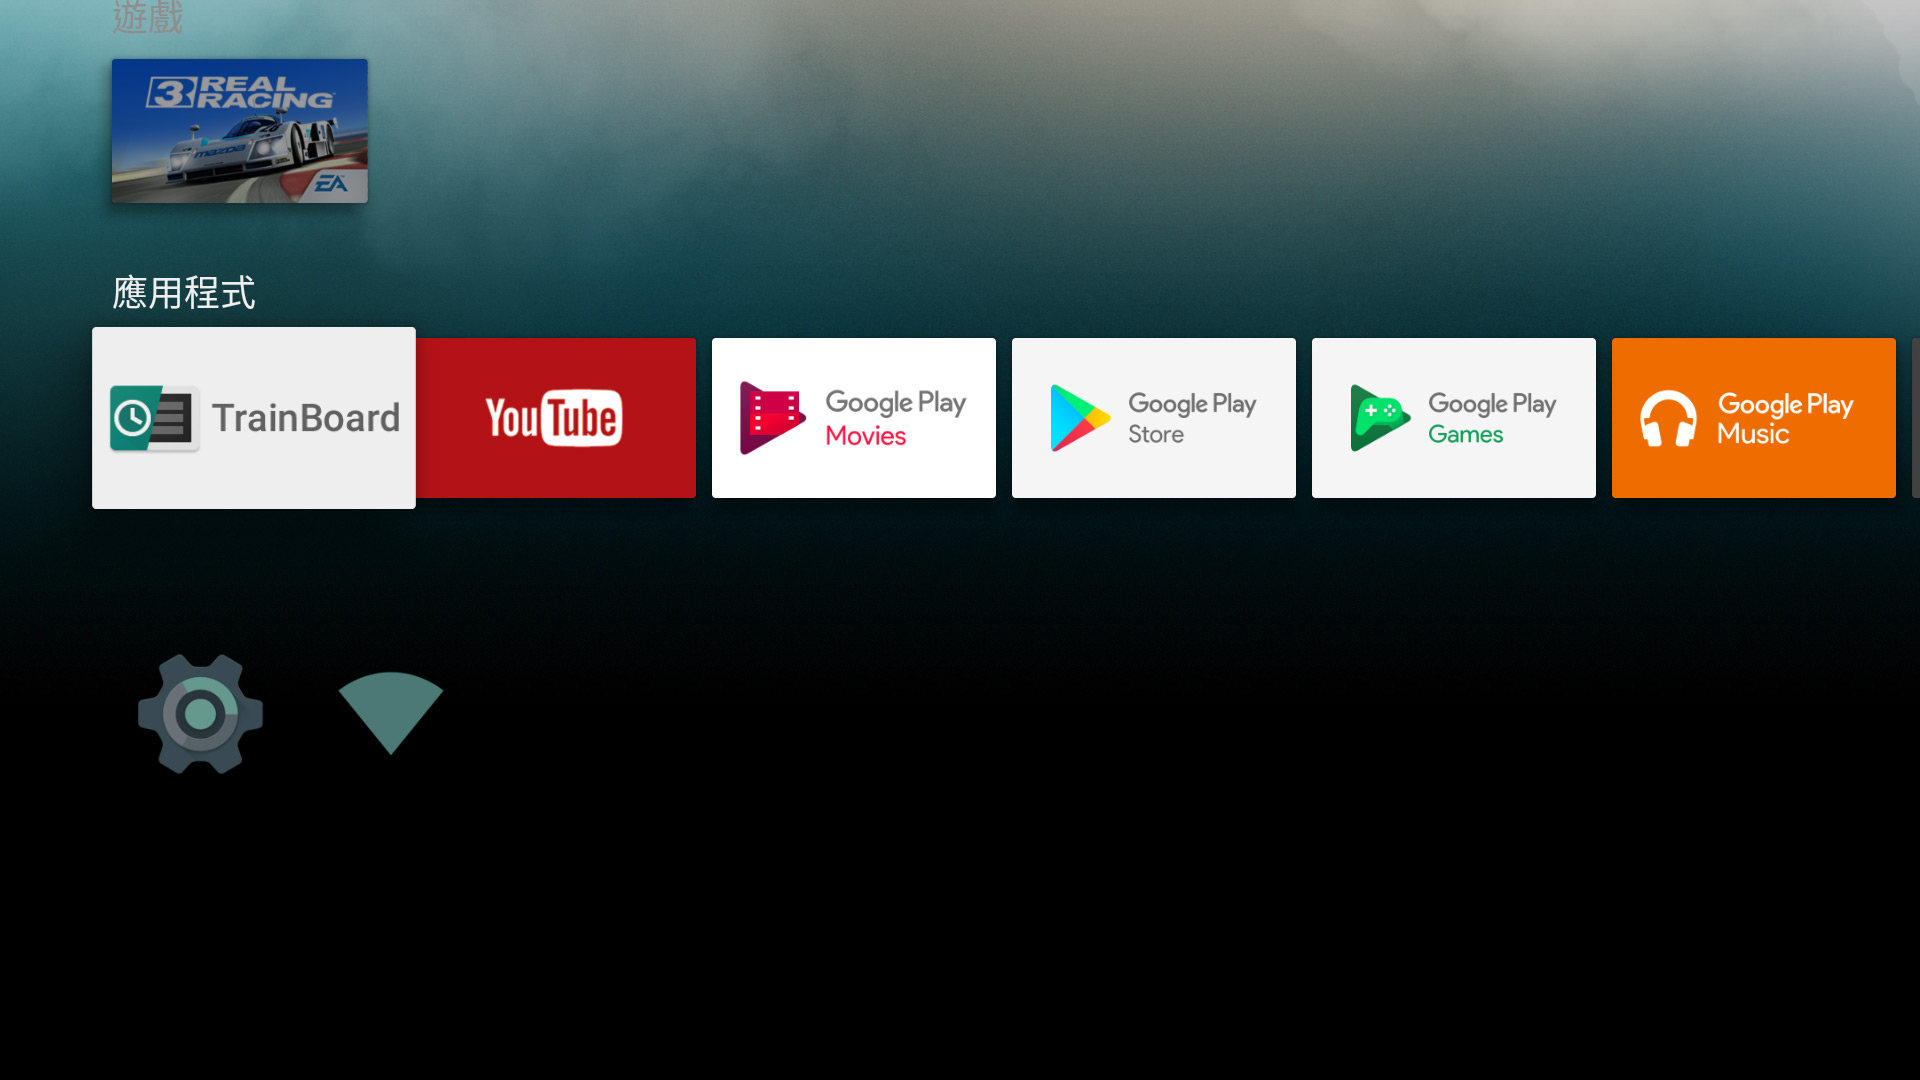 遊戲
3 REAL
RACING
mazda
EA
應用程式
TrainBoard
YouTube
Google Play
Movies
Google Play
Store
Google Play
Games
Google Play
Music